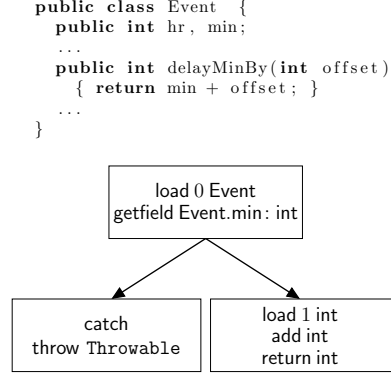 public class Event {
public int hr, min;
...
public int delayMinBy(int offset)
{ return min + offset; }
...
}
load 0 Event
getfield Event.min: int
catch
throw Throwable
load 1 int
add int
return int